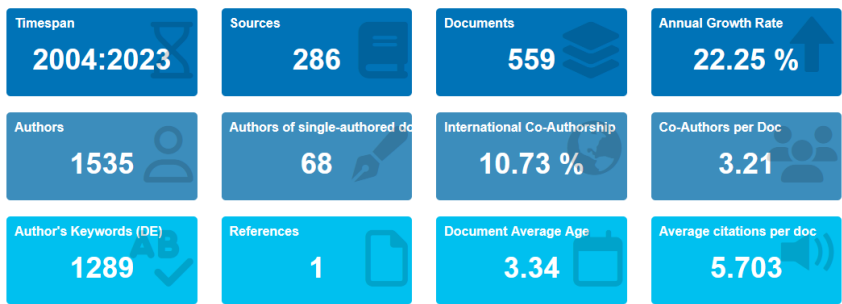 Timespan
2004:2023
Sources
286
Documents
559
Annual Growth Rate
22.25 %
Authors
1535
Authors of single-authored do
68
International Co-Authorship
10.73 %
Co-Authors per Doc
3.21
Author's Keywords (DE)
AB
1289
References
1
Document Average Age
3.34
Average citations per doc
5.703